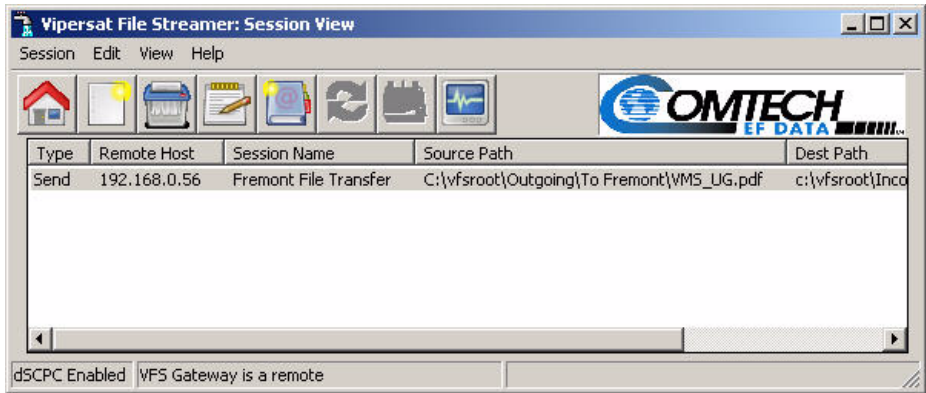 Vipersat File Streamer: Session View
Session Edit View Help
COMTECH
EF DATA
Type Remote Host Session Name Source Path Dest Path
Send 192.168.0.56 Fremont File Transfer C:\vfsroot\Outgoing\To Fremont\VMS_UG.pdf c:\vfsroot\Inco
dSCPC Enabled VFS Gateway is a remote